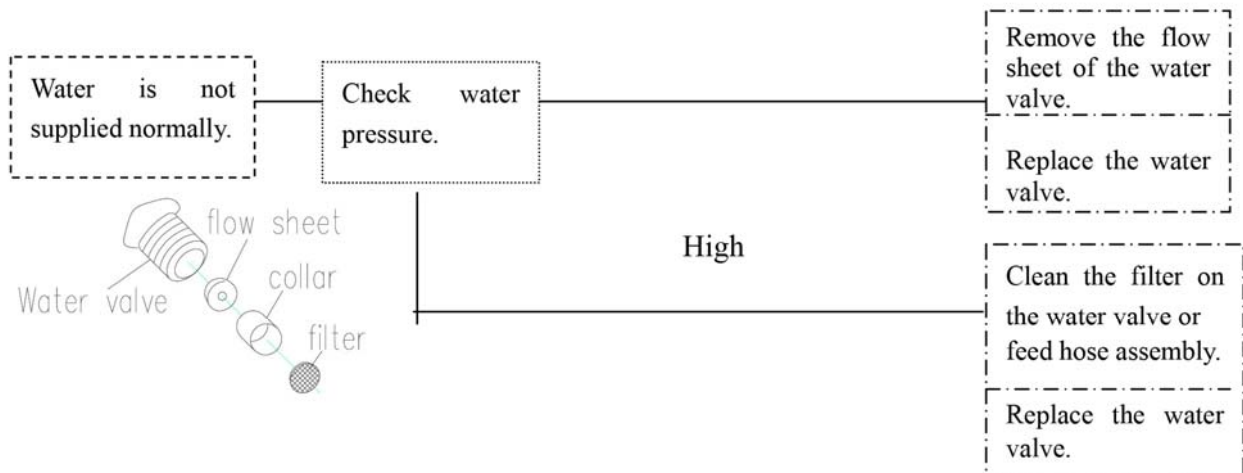 Water is not
supplied normally.
Check water
pressure.
Remove the flow
sheet of the water
valve.
Replace the water
valve.
High
Clean the filter on
the water valve or
feed hose assembly.
Replace the water
valve.
flow sheet
Water valve
collar
filter